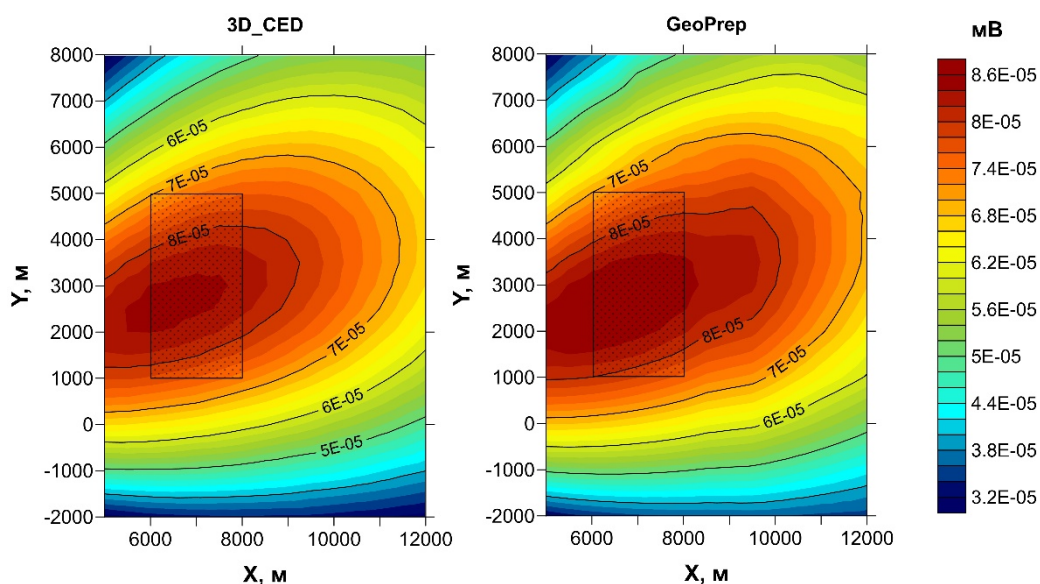 3D_CED
8000
7000
6000
5000
4000
3000
2000
1000
0
-1000
-2000
Y, м
6000
8000
10000
12000
X, м
6E-05
7E-05
8E-05
7E-05
6E-05
5E-05
GeoPrep
8000
7000
6000
5000
4000
3000
2000
1000
0
-1000
-2000
Y, м
6000
8000
10000
12000
X, м
7E-05
8E-05
8E-05
7E-05
6E-05
мВ
8.6E-05
8E-05
7.4E-05
6.8E-05
6.2E-05
5.6E-05
5E-05
4.4E-05
3.8E-05
3.2E-05